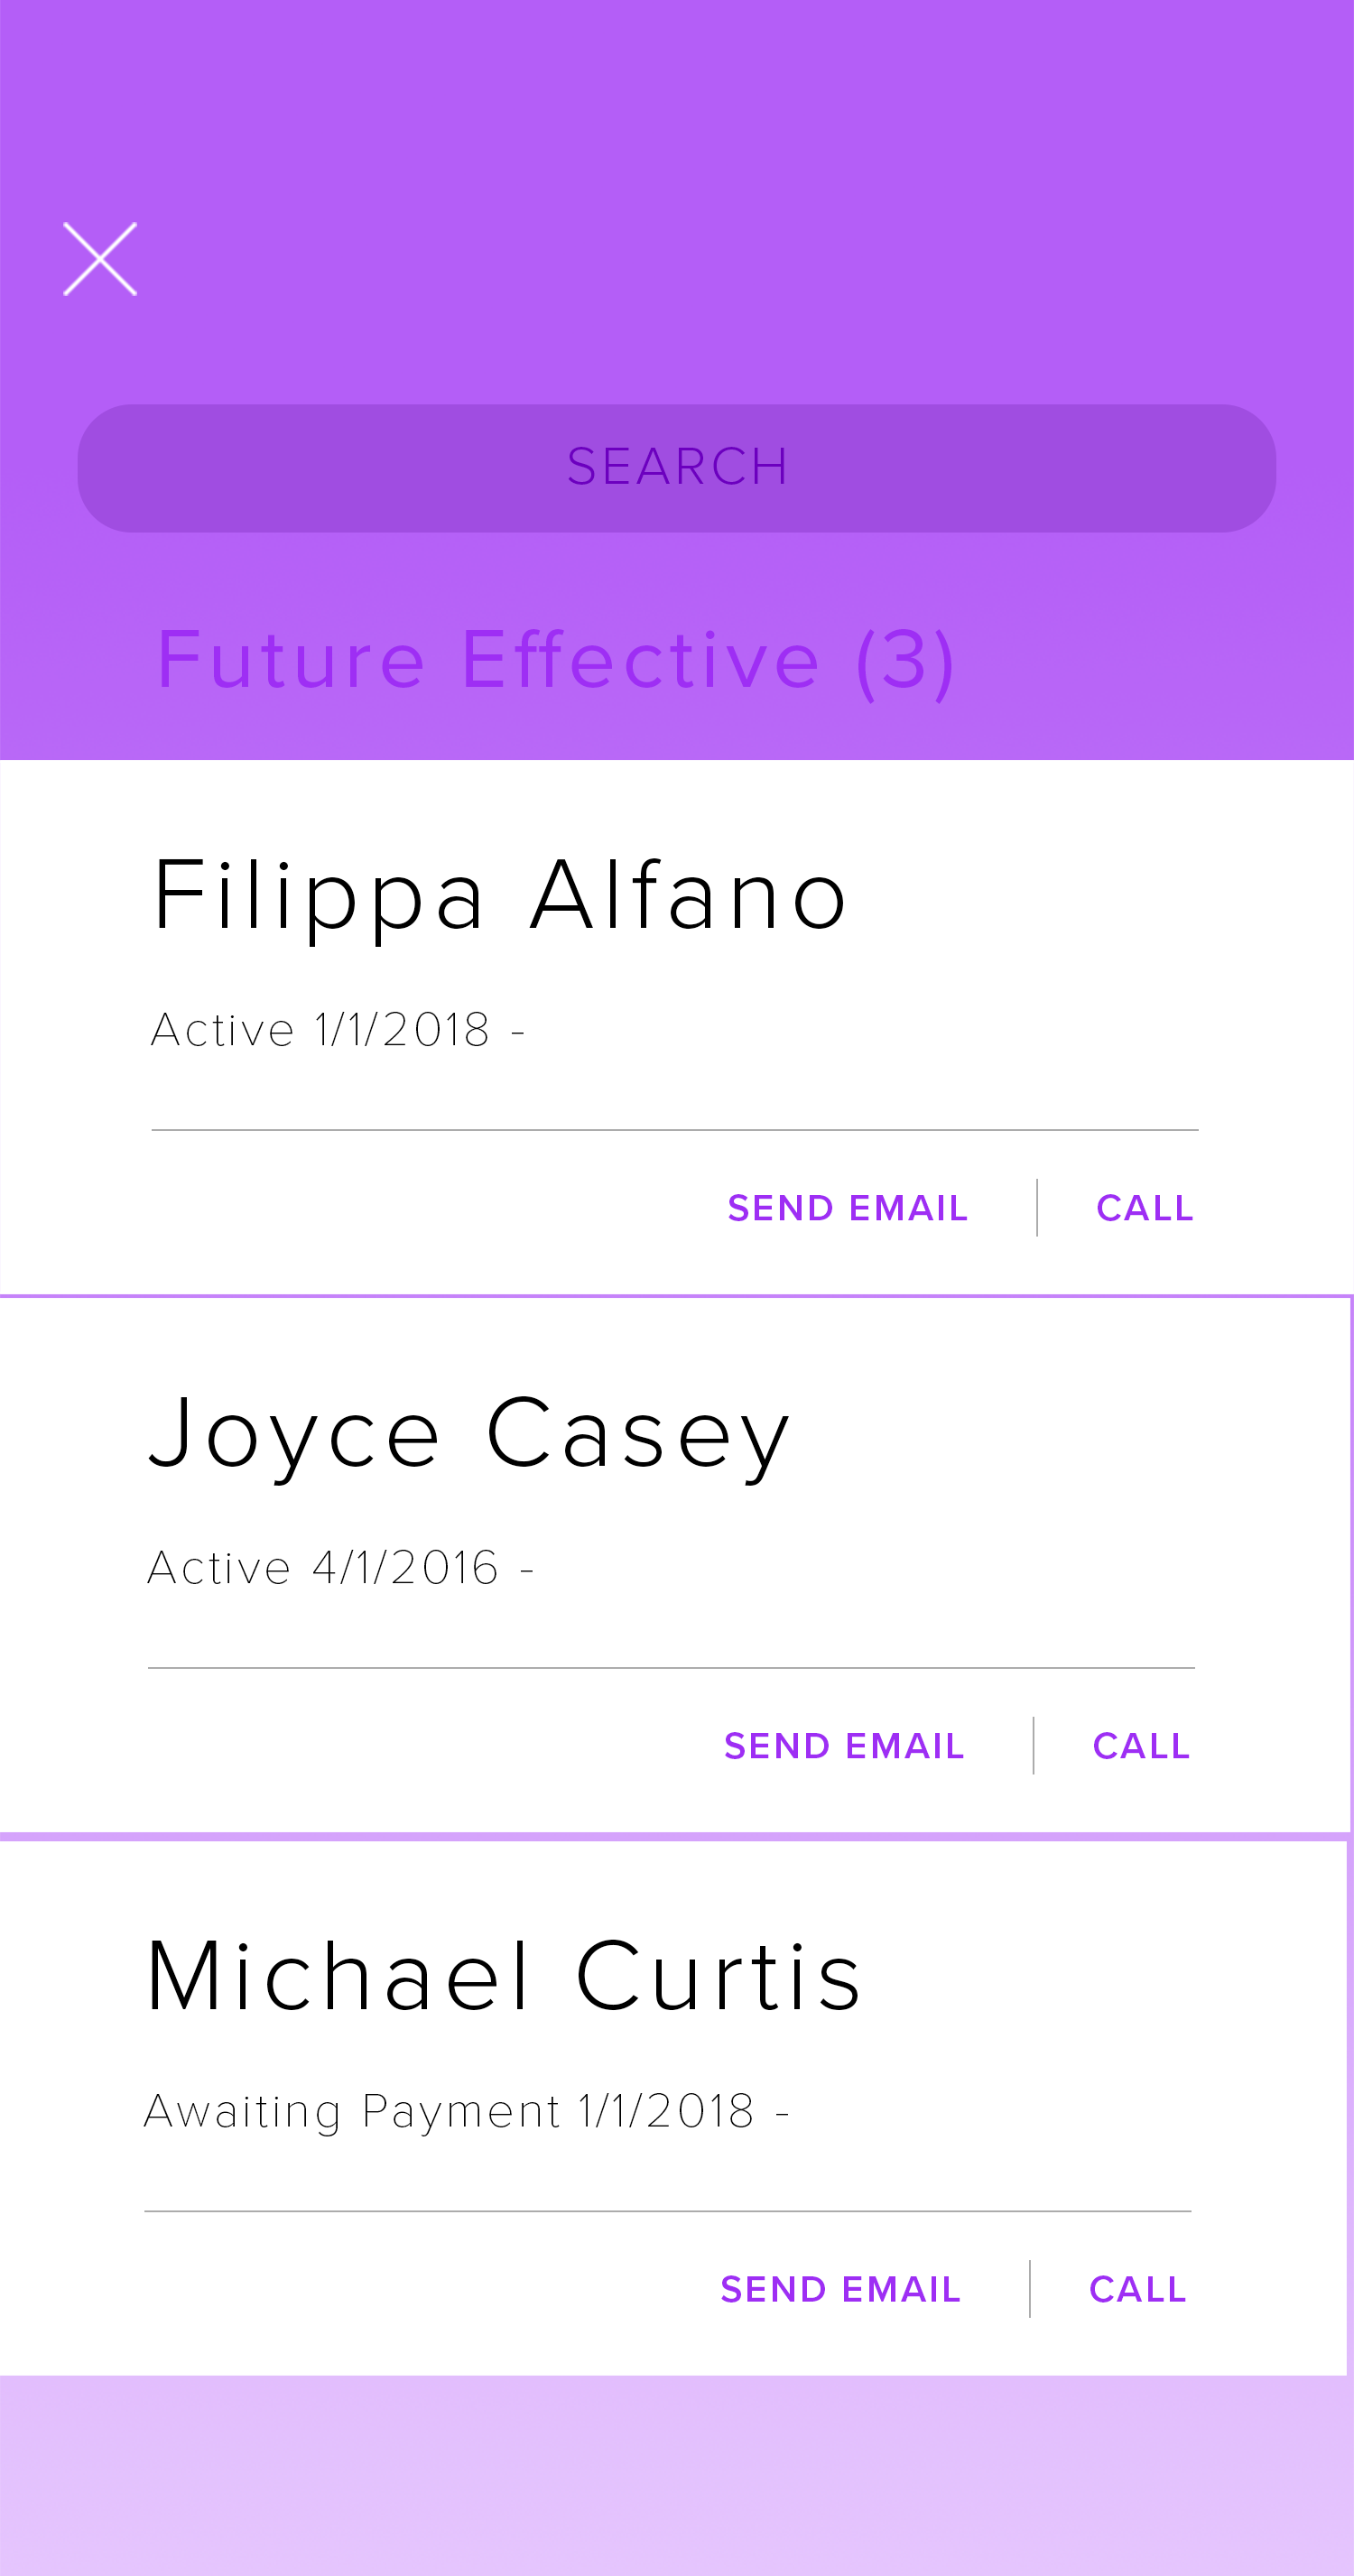 SEARCH
Future Effective (3)
Filippa Alfano
Active 1/1/2018 -
SEND EMAIL CALL
Joyce Casey
Active 4/1/2016 -
SEND EMAIL CALL
Michael Curtis
Awaiting Payment 1/1/2018 -
SEND EMAIL CALL